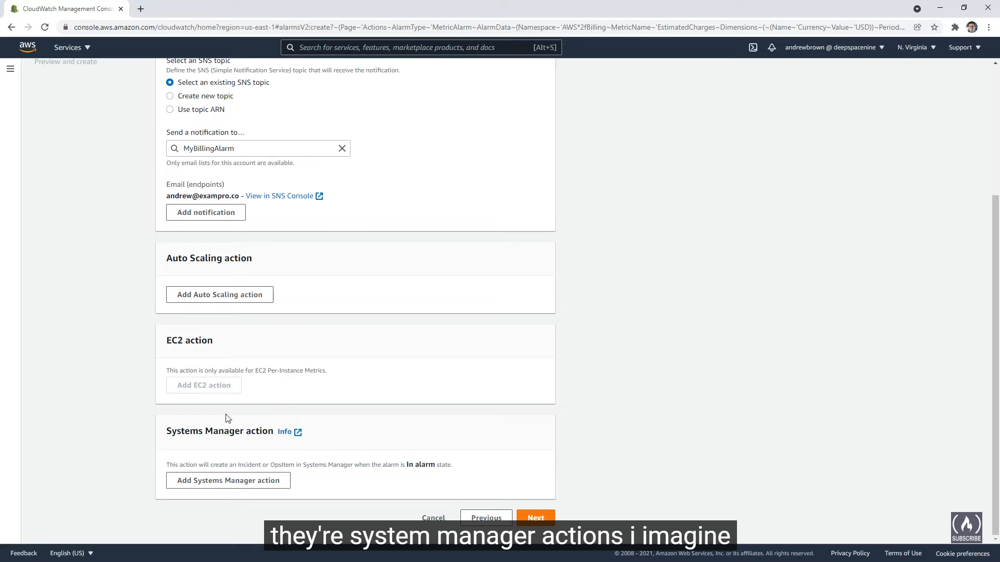 CloudWatch Management Conso
console.aws.amazon.com/cloudwatch/home?region=us-east-1#alarmsV2:create?~(Page~'Actions~AlarmType~'MetricAlarm~AlarmData~(Namespace~'AWS*2fBilling~MetricName~'EstimatedCharges~Dimensions~(~(Name~'Currency~Value~'USD))~Period...
aws
Services
Search for services, features, marketplace products, and docs
[Alt+S]
andrewbrown @ deepspacenine
N. Virginia
Support
Preview and create
Select an SNS topic
Define the SNS (Simple Notification Service) topic that will receive the notification.
Select an existing SNS topic
Create new topic
Use topic ARN
Send a notification to…
MyBillingAlarm
Only email lists for this account are available.
Email (endpoints)
andrew@exampro.co - View in SNS Console
Add notification
Auto Scaling action
Add Auto Scaling action
EC2 action
This action is only available for EC2 Per-Instance Metrics.
Add EC2 action
Systems Manager action Info
This action will create an Incident or OpsItem in Systems Manager when the alarm is In alarm state.
Add Systems Manager action
Cancel
Previous
Next
they're system manager actions i imagine
SUBSCRIBE
Feedback
English (US)
© 2008 - 2021, Amazon Web Services, Inc. or its affiliates. All rights reserved.
Privacy Policy
Terms of Use
Cookie preferences